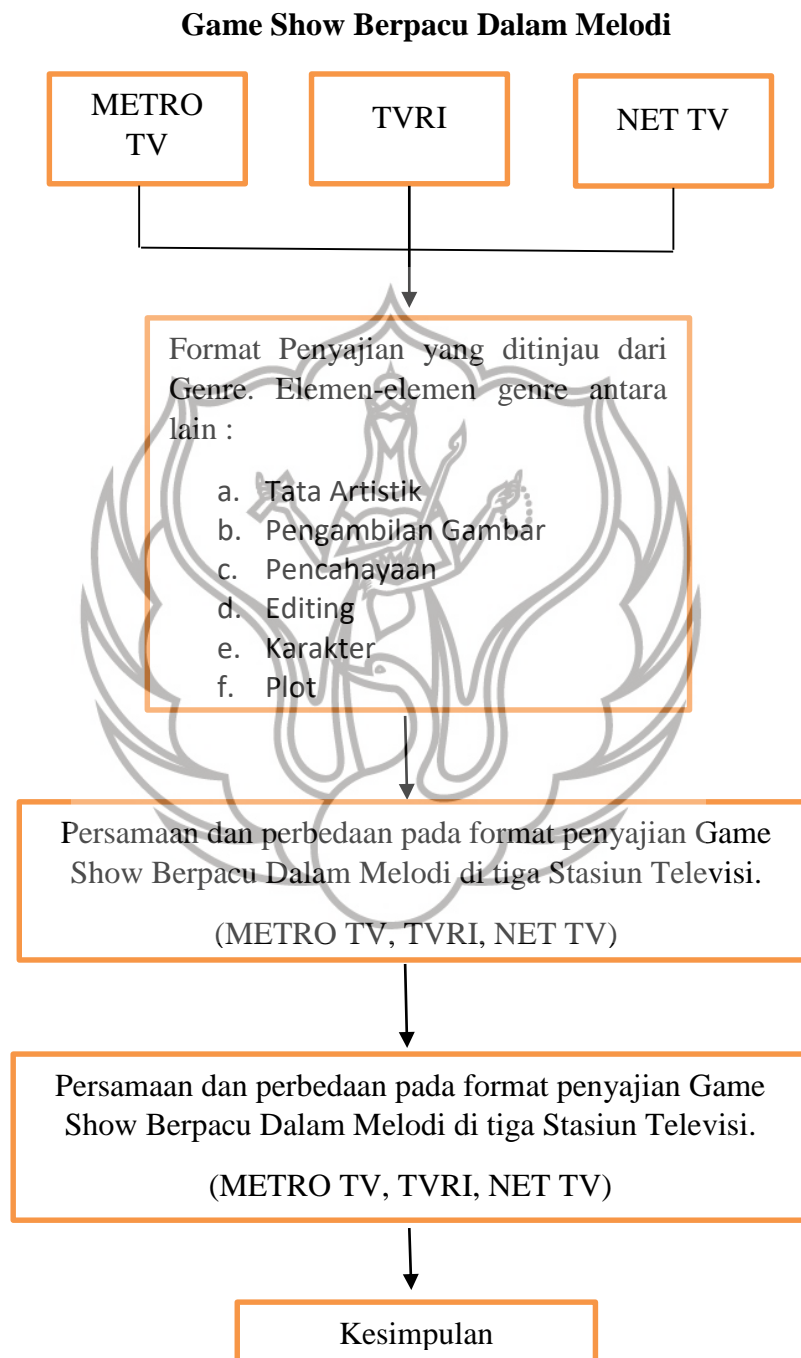 Game Show Berpacu Dalam Melodi
METRO
TV
TVRI
NET TV
Format Penyajian yang ditinjau dari
Genre. Elemen-elemen genre antara
lain :
a. Tata Artistik
b. Pengambilan Gambar
c. Pencahayaan
d. Editing
e. Karakter
f. Plot
Persamaan dan perbedaan pada format penyajian Game
Show Berpacu Dalam Melodi di tiga Stasiun Televisi.
(METRO TV, TVRI, NET TV)
Persamaan dan perbedaan pada format penyajian Game
Show Berpacu Dalam Melodi di tiga Stasiun Televisi.
(METRO TV, TVRI, NET TV)
Kesimpulan